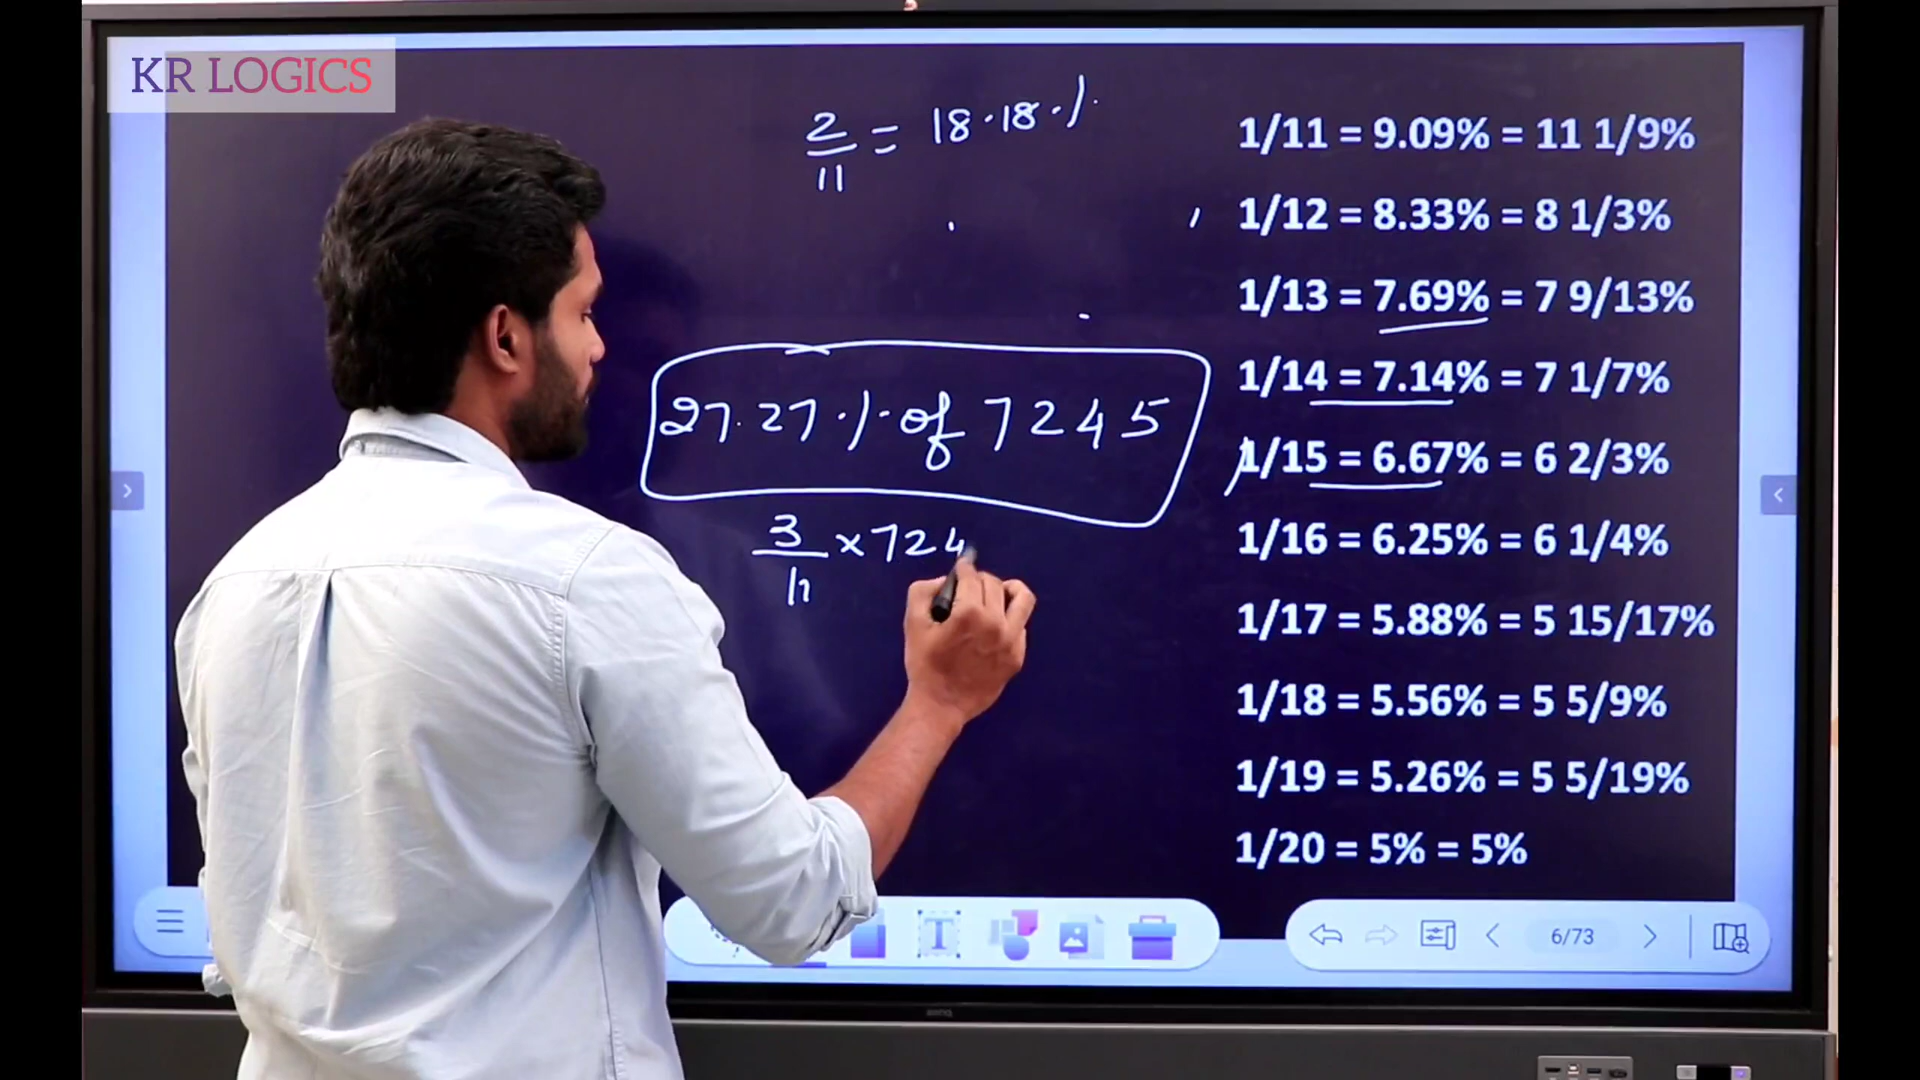 KR LOGICS
2/11 = 18.18%
27.27% of 7245
3/11 × 724
1/11 = 9.09% = 11 1/9%
1/12 = 8.33% = 8 1/3%
1/13 = 7.69% = 7 9/13%
1/14 = 7.14% = 7 1/7%
1/15 = 6.67% = 6 2/3%
1/16 = 6.25% = 6 1/4%
1/17 = 5.88% = 5 15/17%
1/18 = 5.56% = 5 5/9%
1/19 = 5.26% = 5 5/19%
1/20 = 5% = 5%
T
6/73